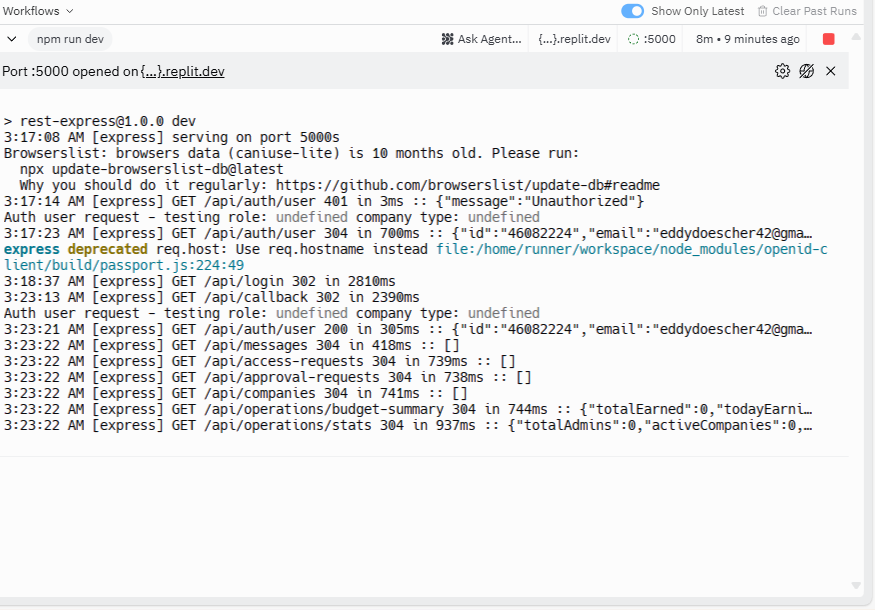 Workflows
Show Only Latest
Clear Past Runs
npm run dev
Ask Agent...
{...}.replit.dev
:5000
8m • 9 minutes ago
Port :5000 opened on {...}.replit.dev
> rest-express@1.0.0 dev
3:17:08 AM [express] serving on port 5000s
Browserslist: browsers data (caniuse-lite) is 10 months old. Please run:
  npx update-browserslist-db@latest
  Why you should do it regularly: https://github.com/browserslist/update-db#readme
3:17:14 AM [express] GET /api/auth/user 401 in 3ms :: {"message":"Unauthorized"}
Auth user request - testing role: undefined company type: undefined
3:17:23 AM [express] GET /api/auth/user 304 in 700ms :: {"id":"46082224","email":"eddydoescher42@gma…
express deprecated req.host: Use req.hostname instead file:/home/runner/workspace/node_modules/openid-c
lient/build/passport.js:224:49
3:18:37 AM [express] GET /api/login 302 in 2810ms
3:23:13 AM [express] GET /api/callback 302 in 2390ms
Auth user request - testing role: undefined company type: undefined
3:23:21 AM [express] GET /api/auth/user 200 in 305ms :: {"id":"46082224","email":"eddydoescher42@gma…
3:23:22 AM [express] GET /api/messages 304 in 418ms :: []
3:23:22 AM [express] GET /api/access-requests 304 in 739ms :: []
3:23:22 AM [express] GET /api/approval-requests 304 in 738ms :: []
3:23:22 AM [express] GET /api/companies 304 in 741ms :: []
3:23:22 AM [express] GET /api/operations/budget-summary 304 in 744ms :: {"totalEarned":0,"todayEarni…
3:23:22 AM [express] GET /api/operations/stats 304 in 937ms :: {"totalAdmins":0,"activeCompanies":0,…